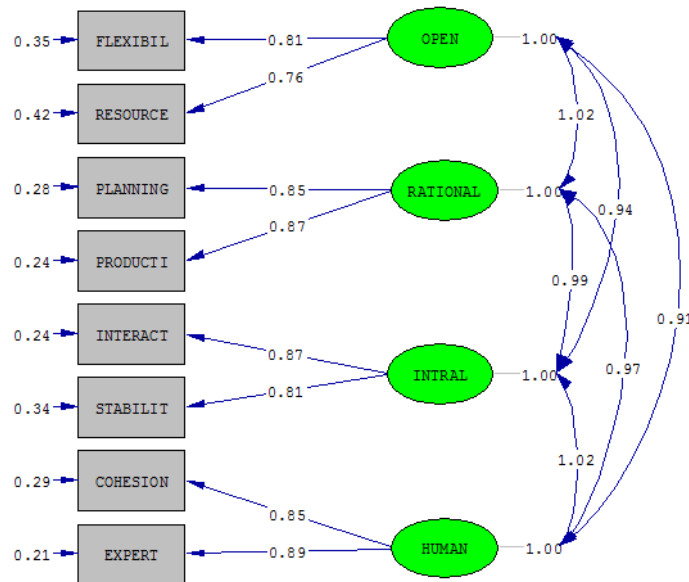 0.35 FLEXIBIL 0.81 OPEN 1.00
0.76
0.42 RESOURCE 1.02
0.28 PLANNING 0.85 RATIONAL 1.00
0.94
0.87
0.24 PRODUCTI
0.99
0.24 INTERACT 0.87 0.91
INTRAL 1.00 0.97
0.34 STABILIT 0.81
1.02
0.29 COHESION
0.85
0.21 EXPERT 0.89 HUMAN 1.00